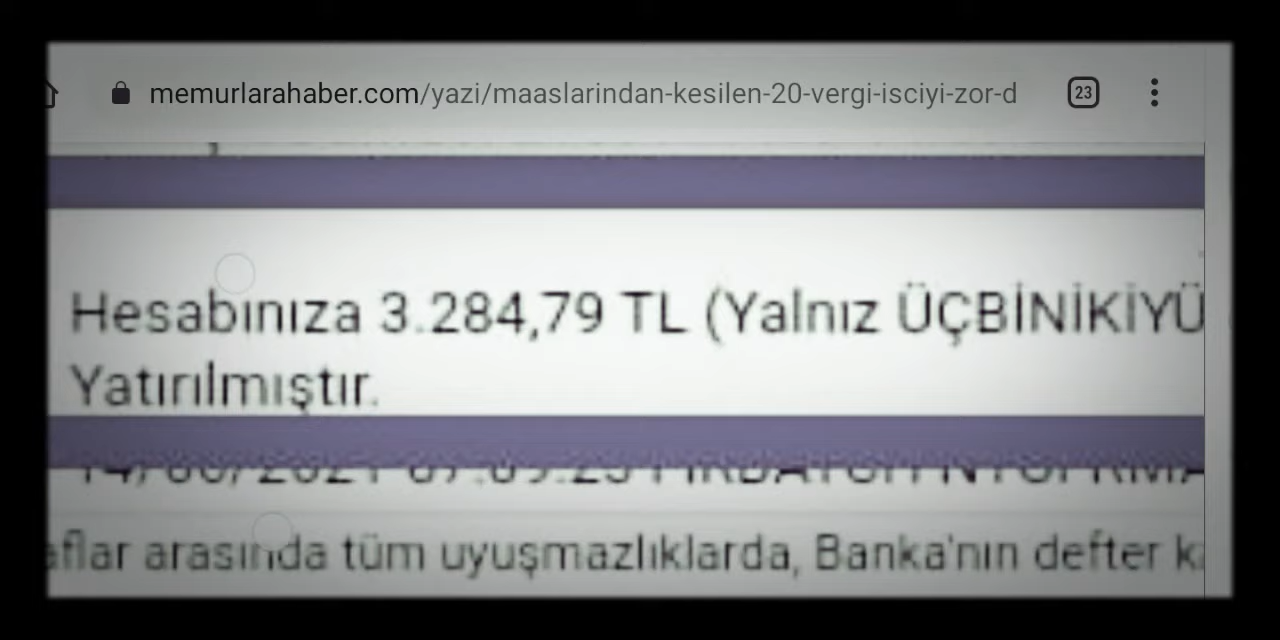 memurlarahaber.com/yazi/maaslarindan-kesilen-20-vergi-isciyi-zor-d
23
Hesabınıza 3.284,79 TL (Yalnız ÜÇBİNİKİYÜ
Yatırılmıştır.
aflar arasında tüm uyuşmazlıklarda, Banka'nın defter